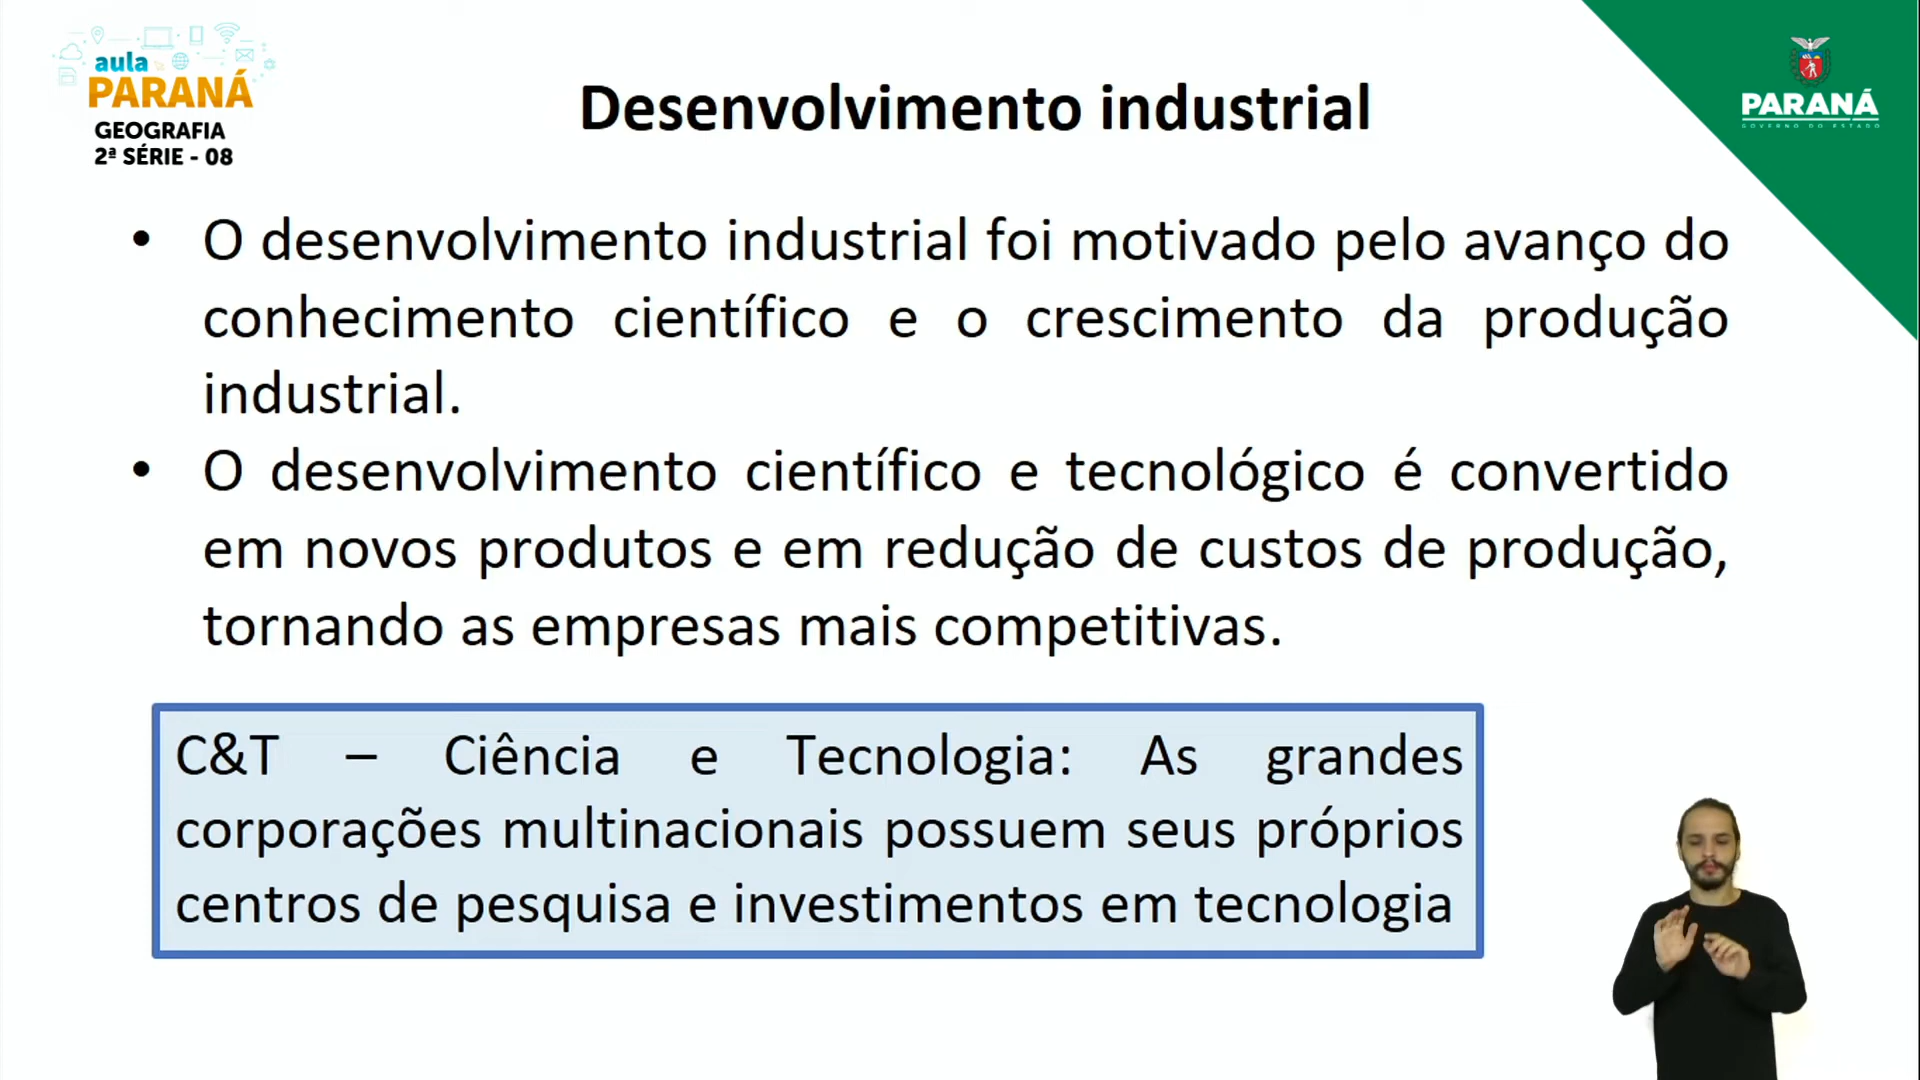 aula
PARANÁ
GEOGRAFIA
2ª SÉRIE - 08
Desenvolvimento industrial
PARANÁ
GOVERNO DO ESTADO
• O desenvolvimento industrial foi motivado pelo avanço do
conhecimento científico e o crescimento da produção
industrial.
• O desenvolvimento científico e tecnológico é convertido
em novos produtos e em redução de custos de produção,
tornando as empresas mais competitivas.
C&T – Ciência e Tecnologia: As grandes
corporações multinacionais possuem seus próprios
centros de pesquisa e investimentos em tecnologia